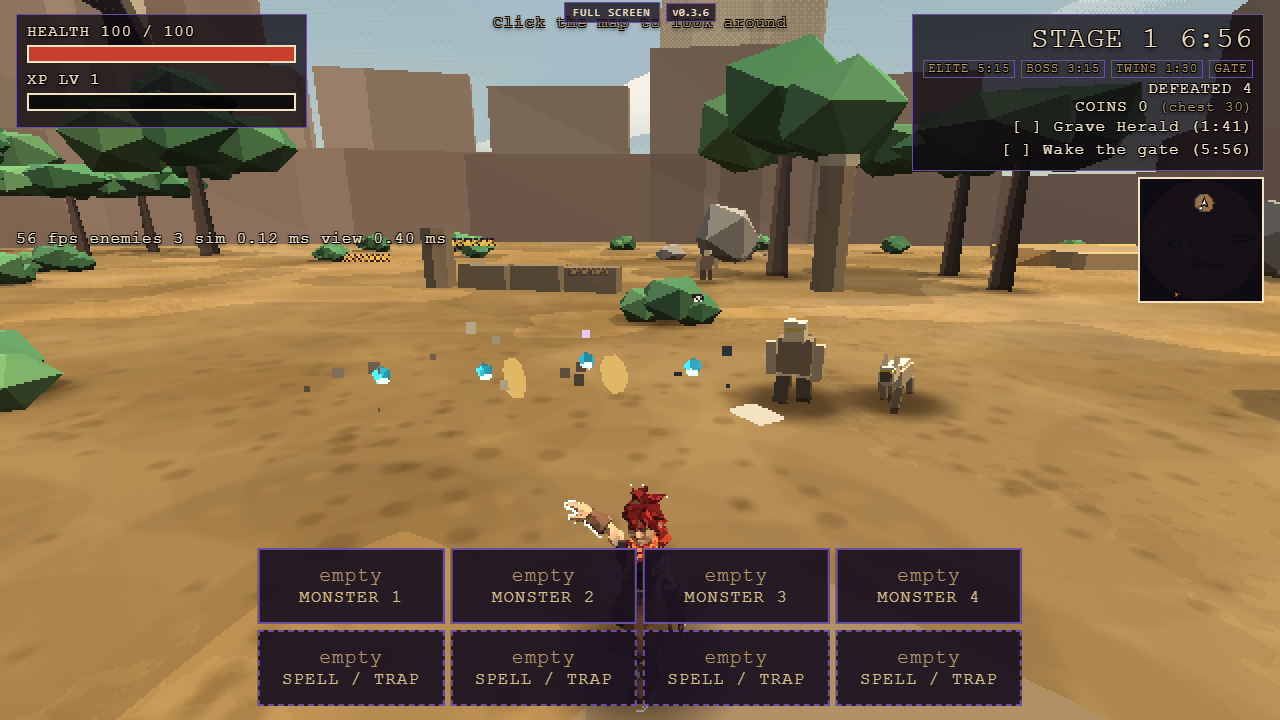 HEALTH 100 / 100
XP LV 1
FULL SCREEN
v0.3.6
Click the map to look around
STAGE 1 6:56
ELITE 5:15 BOSS 3:15 TWINS 1:30 GATE
DEFEATED 4
COINS 0 (chest 30)
[ ] Grave Herald (1:41)
[ ] Wake the gate (5:56)
56 fps enemies 3 sim 0.12 ms view 0.40 ms
empty
MONSTER 1
empty
MONSTER 2
empty
MONSTER 3
empty
MONSTER 4
empty
SPELL / TRAP
empty
SPELL / TRAP
empty
SPELL / TRAP
empty
SPELL / TRAP